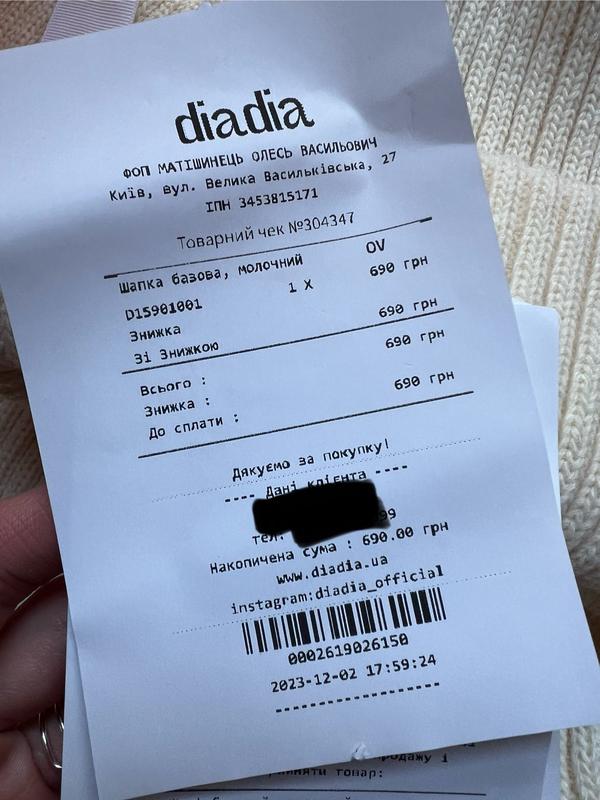 diadia
ФОП МАТІШИНЕЦЬ ОЛЕСЬ ВАСИЛЬОВИЧ
Київ, вул. Велика Васильківська, 27
ІПН 3453815171
Товарний чек №304347
Шапка базова, молочний OV
D15901001 1 X 690 грн
Знижка
Зі Знижкою 690 грн
Всього : 690 грн
Знижка :
До сплати : 690 грн
Дякуємо за покупку!
---- Дані клієнта ----
тел. 99
Накопичена сума : 690.00 грн
www.diadia.ua
instagram:diadia_official
0002619026150
2023-12-02 17:59:24
продажу і
товар: